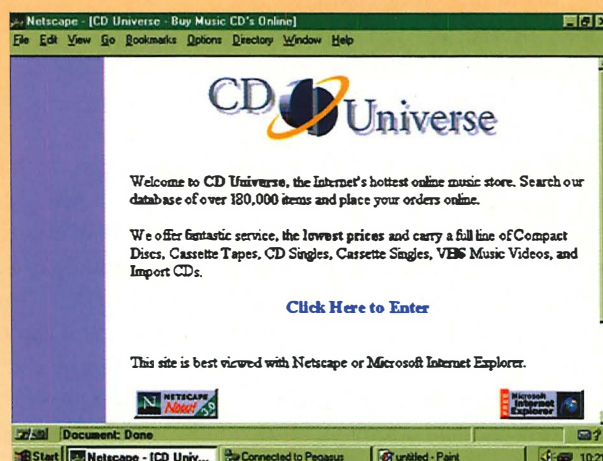 Netscape - [CD Universe - Buy Music CD's Online]
File Edit View Go Bookmarks Options Directory Window Help
CD Universe
Welcome to CD Universe, the Internet's hottest online music store. Search our
database of over 180,000 items and place your orders online.
We offer fantastic service, the lowest prices and carry a full line of Compact
Discs, Cassette Tapes, CD Singles, Cassette Singles, VHS Music Videos, and
Import CDs.
Click Here to Enter
This site is best viewed with Netscape or Microsoft Internet Explorer.
N NETSCAPE
Now!
FREE Microsoft
Internet
Explorer
Document: Done
Start Netscape - [CD Univ... Connected to Pegasus untitled - Paint 10:21